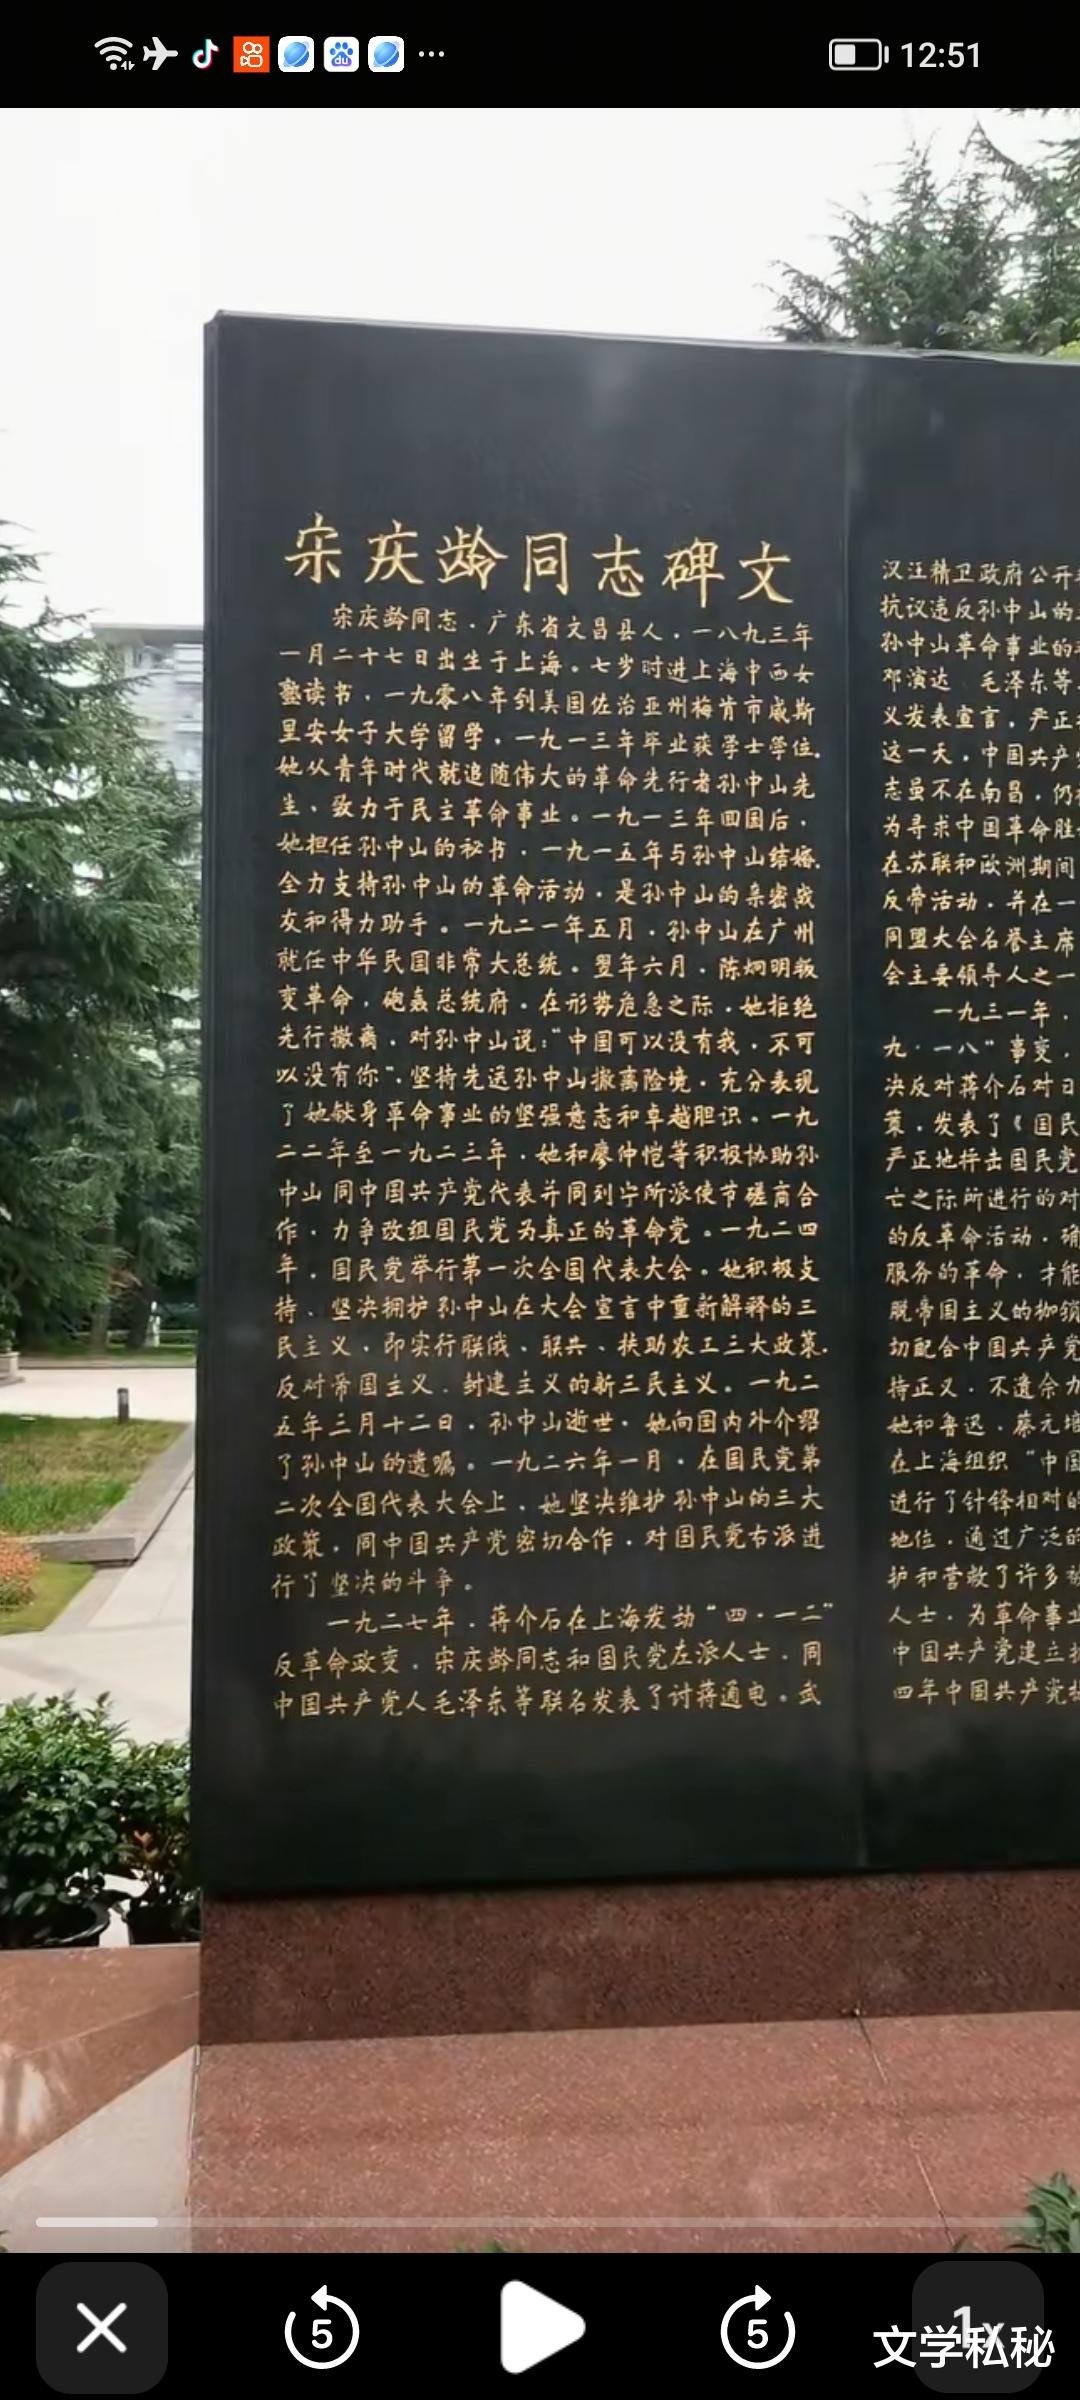 12:51
宋庆龄同志碑文
宋庆龄同志，广东省文昌县人，一八九三年
一月二十七日出生于上海。七岁时进上海中西女
塾读书，一九零八年到美国佐治亚州梅肯市威斯
里安女子大学留学，一九一三年毕业获学士学位。
她从青年时代就追随伟大的革命先行者孙中山先
生、致力于民主革命事业。一九一三年回国后，
她担任孙中山的秘书，一九一五年与孙中山结婚。
全力支持孙中山的革命活动，是孙中山的亲密战
友和得力助手。一九二一年五月，孙中山在广州
就任中华民国非常大总统。翌年六月，陈炯明叛
变革命，砲轰总统府，在形势危急之际，她拒绝
先行撤离，对孙中山说：“中国可以没有我，不可
以没有你”，坚持先送孙中山撤离险境，充分表现
了她献身革命事业的坚强意志和卓越胆识。一九
二二年至一九二三年，她和廖仲恺等积极协助孙
中山同中国共产党代表并同列宁所派使节磋商合
作，力争改组国民党为真正的革命党。一九二四
年，国民党举行第一次全国代表大会。她积极支
持、坚决拥护孙中山在大会宣言中重新解释的三
民主义，即实行联俄、联共、扶助农工三大政策，
反对帝国主义、封建主义的新三民主义。一九二
五年三月十二日，孙中山逝世，她向国内外介绍
了孙中山的遗嘱。一九二六年一月，在国民党第
二次全国代表大会上，她坚决维护孙中山的三大
政策，同中国共产党密切合作，对国民党右派进
行了坚决的斗争。
一九二七年，蒋介石在上海发动“四·一二”
反革命政变，宋庆龄同志和国民党左派人士，同
中国共产党人毛泽东等联名发表了讨蒋通电。武
汉汪精卫政府公开
抗议违反孙中山的
孙中山革命事业的
邓演达 毛泽东等
义发表宣言，严正
这一天，中国共产
志虽不在南昌，仍
为寻求中国革命胜
在苏联和欧洲期间
反帝活动，并在一
同盟大会名誉主席
会主要领导人之一
一九三一年，
九·一八”事变，
决反对蒋介石对日
策，发表了《国民
严正地抨击国民党
亡之际所进行的对
的反革命活动，确
服务的革命，才能
脱帝国主义的枷锁
切配合中国共产党
持正义，不遗余力
她和鲁迅、蔡元培
在上海组织“中国
进行了针锋相对的
地位，通过广泛的
护和营救了许多
人士，为革命事业
中国共产党建立
四年中国共产党
5
5
1x
文学私秘